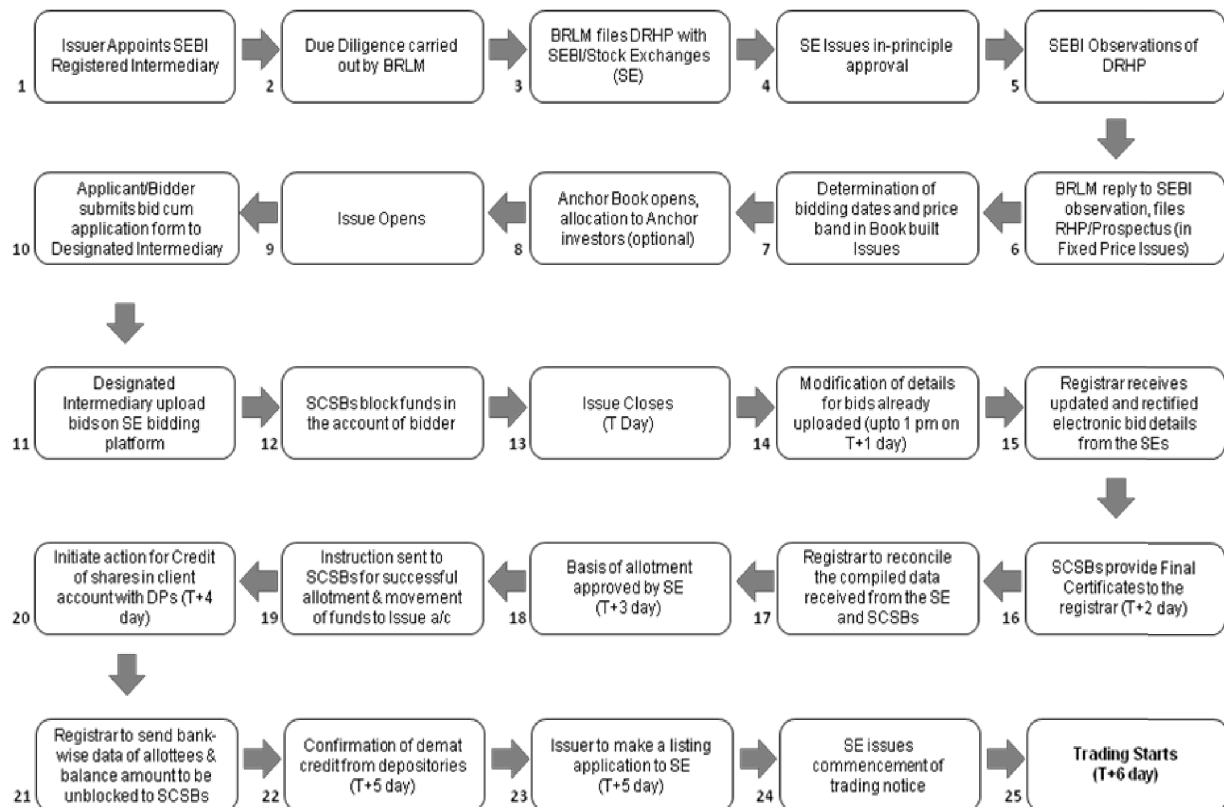 Issuer Appoints SEBI
Registered Intermediary
1
Due Diligence carried
out by BRLM
2
BRLM files DRHP with
SEBI/Stock Exchanges
(SE)
3
SE Issues in-principle
approval
4
SEBI Observations of
DRHP
5
BRLM reply to SEBI
observation, files
RHP/Prospectus (in
Fixed Price Issues)
6
Determination of
bidding dates and price
band in Book built
Issues
7
Anchor Book opens,
allocation to Anchor
investors (optional)
8
Issue Opens
9
Applicant/Bidder
submits bid cum
application form to
Designated Intermediary
10
Designated
Intermediary upload
bids on SE bidding
platform
11
SCSBs block funds in
the account of bidder
12
Issue Closes
(T Day)
13
Modification of details
for bids already
uploaded (upto 1 pm on
T+1 day)
14
Registrar receives
updated and rectified
electronic bid details
from the SEs
15
SCSBs provide Final
Certificates to the
registrar (T+2 day)
16
Registrar to reconcile
the compiled data
received from the SE
and SCSBs
17
Basis of allotment
approved by SE
(T+3 day)
18
Instruction sent to
SCSBs for successful
allotment & movement
of funds to Issue a/c
19
Initiate action for Credit
of shares in client
account with DPs (T+4
day)
20
Registrar to send bank-
wise data of allottees &
balance amount to be
unblocked to SCSBs
21
Confirmation of demat
credit from depositories
(T+5 day)
22
Issuer to make a listing
application to SE
(T+5 day)
23
SE issues
commencement of
trading notice
24
Trading Starts
(T+6 day)
25